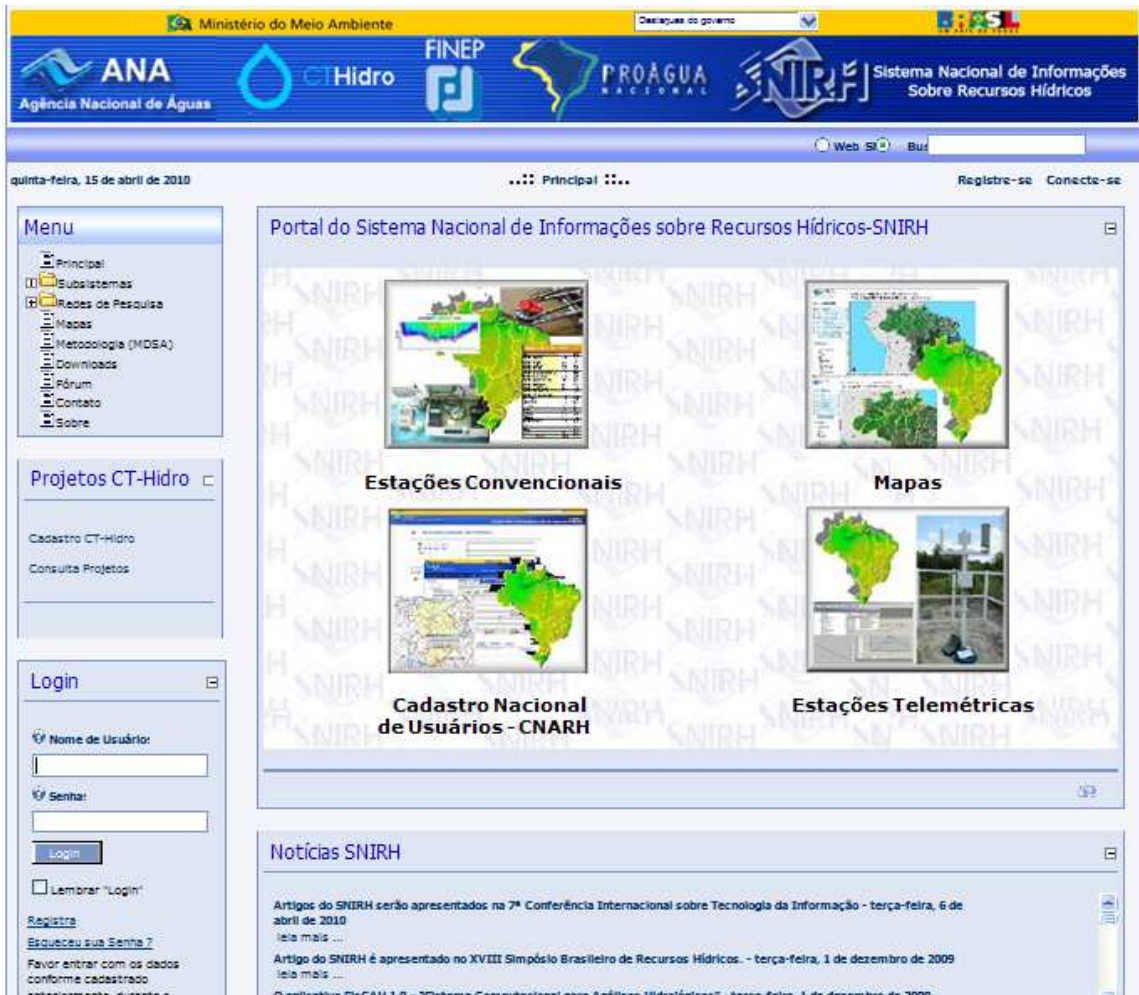 Ministério do Meio Ambiente
Destaques do governo
BRASIL
UM PAÍS DE TODOS
ANA
Agência Nacional de Águas
CTHidro
FINEP
PROÁGUA
NACIONAL
SNIRH
Sistema Nacional de Informações
Sobre Recursos Hídricos
Web
quinta-feira, 15 de abril de 2010
..:: Principal ::..
Registre-se Conecte-se
Menu
Principal
Subsistemas
Redes de Pesquisa
Mapas
Metodologia (MDSA)
Downloads
Fórum
Contato
Sobre
Projetos CT-Hidro
Cadastro CT-Hidro
Consulta Projetos
Login
Nome de Usuário:
Senha:
Login
Lembrar "Login"
Registra
Esqueceu sua Senha ?
Favor entrar com os dados
conforme cadastrado
Portal do Sistema Nacional de Informações sobre Recursos Hídricos-SNIRH
Estações Convencionais
Mapas
Cadastro Nacional
de Usuários - CNARH
Estações Telemétricas
Notícias SNIRH
Artigos do SNIRH serão apresentados na 7ª Conferência Internacional sobre Tecnologia da Informação - terça-feira, 6 de
abril de 2010
leia mais ...
Artigo do SNIRH é apresentado no XVIII Simpósio Brasileiro de Recursos Hídricos. - terça-feira, 1 de dezembro de 2009
leia mais ...